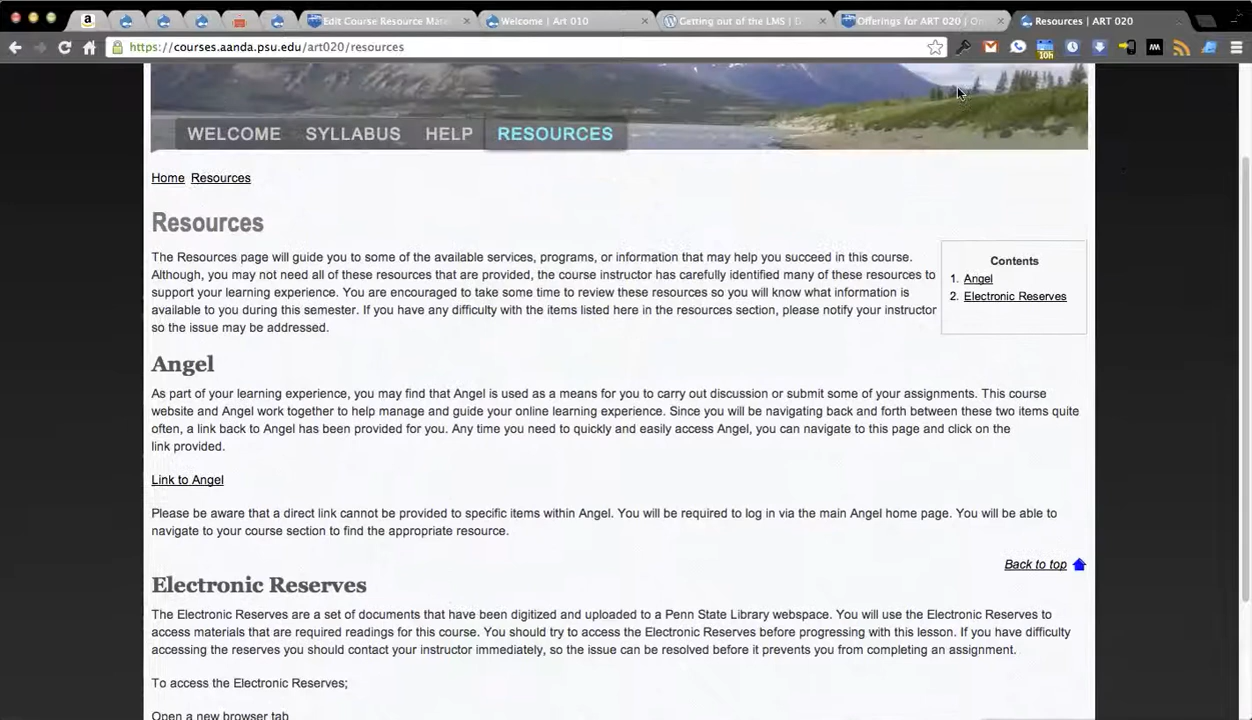 Edit Course Resource Man
Welcome | Art 010
Getting out of the LMS | D
Offerings for ART 020 | On
Resources | ART 020
https://courses.aanda.psu.edu/art020/resources
10h
WELCOME SYLLABUS HELP RESOURCES
Home Resources
Resources
The Resources page will guide you to some of the available services, programs, or information that may help you succeed in this course.
Although, you may not need all of these resources that are provided, the course instructor has carefully identified many of these resources to
support your learning experience. You are encouraged to take some time to review these resources so you will know what information is
available to you during this semester. If you have any difficulty with the items listed here in the resources section, please notify your instructor
so the issue may be addressed.
Contents
1. Angel
2. Electronic Reserves
Angel
As part of your learning experience, you may find that Angel is used as a means for you to carry out discussion or submit some of your assignments. This course
website and Angel work together to help manage and guide your online learning experience. Since you will be navigating back and forth between these two items quite
often, a link back to Angel has been provided for you. Any time you need to quickly and easily access Angel, you can navigate to this page and click on the
link provided.
Link to Angel
Please be aware that a direct link cannot be provided to specific items within Angel. You will be required to log in via the main Angel home page. You will be able to
navigate to your course section to find the appropriate resource.
Back to top
Electronic Reserves
The Electronic Reserves are a set of documents that have been digitized and uploaded to a Penn State Library webspace. You will use the Electronic Reserves to
access materials that are required readings for this course. You should try to access the Electronic Reserves before progressing with this lesson. If you have difficulty
accessing the reserves you should contact your instructor immediately, so the issue can be resolved before it prevents you from completing an assignment.
To access the Electronic Reserves;
Open a new browser tab